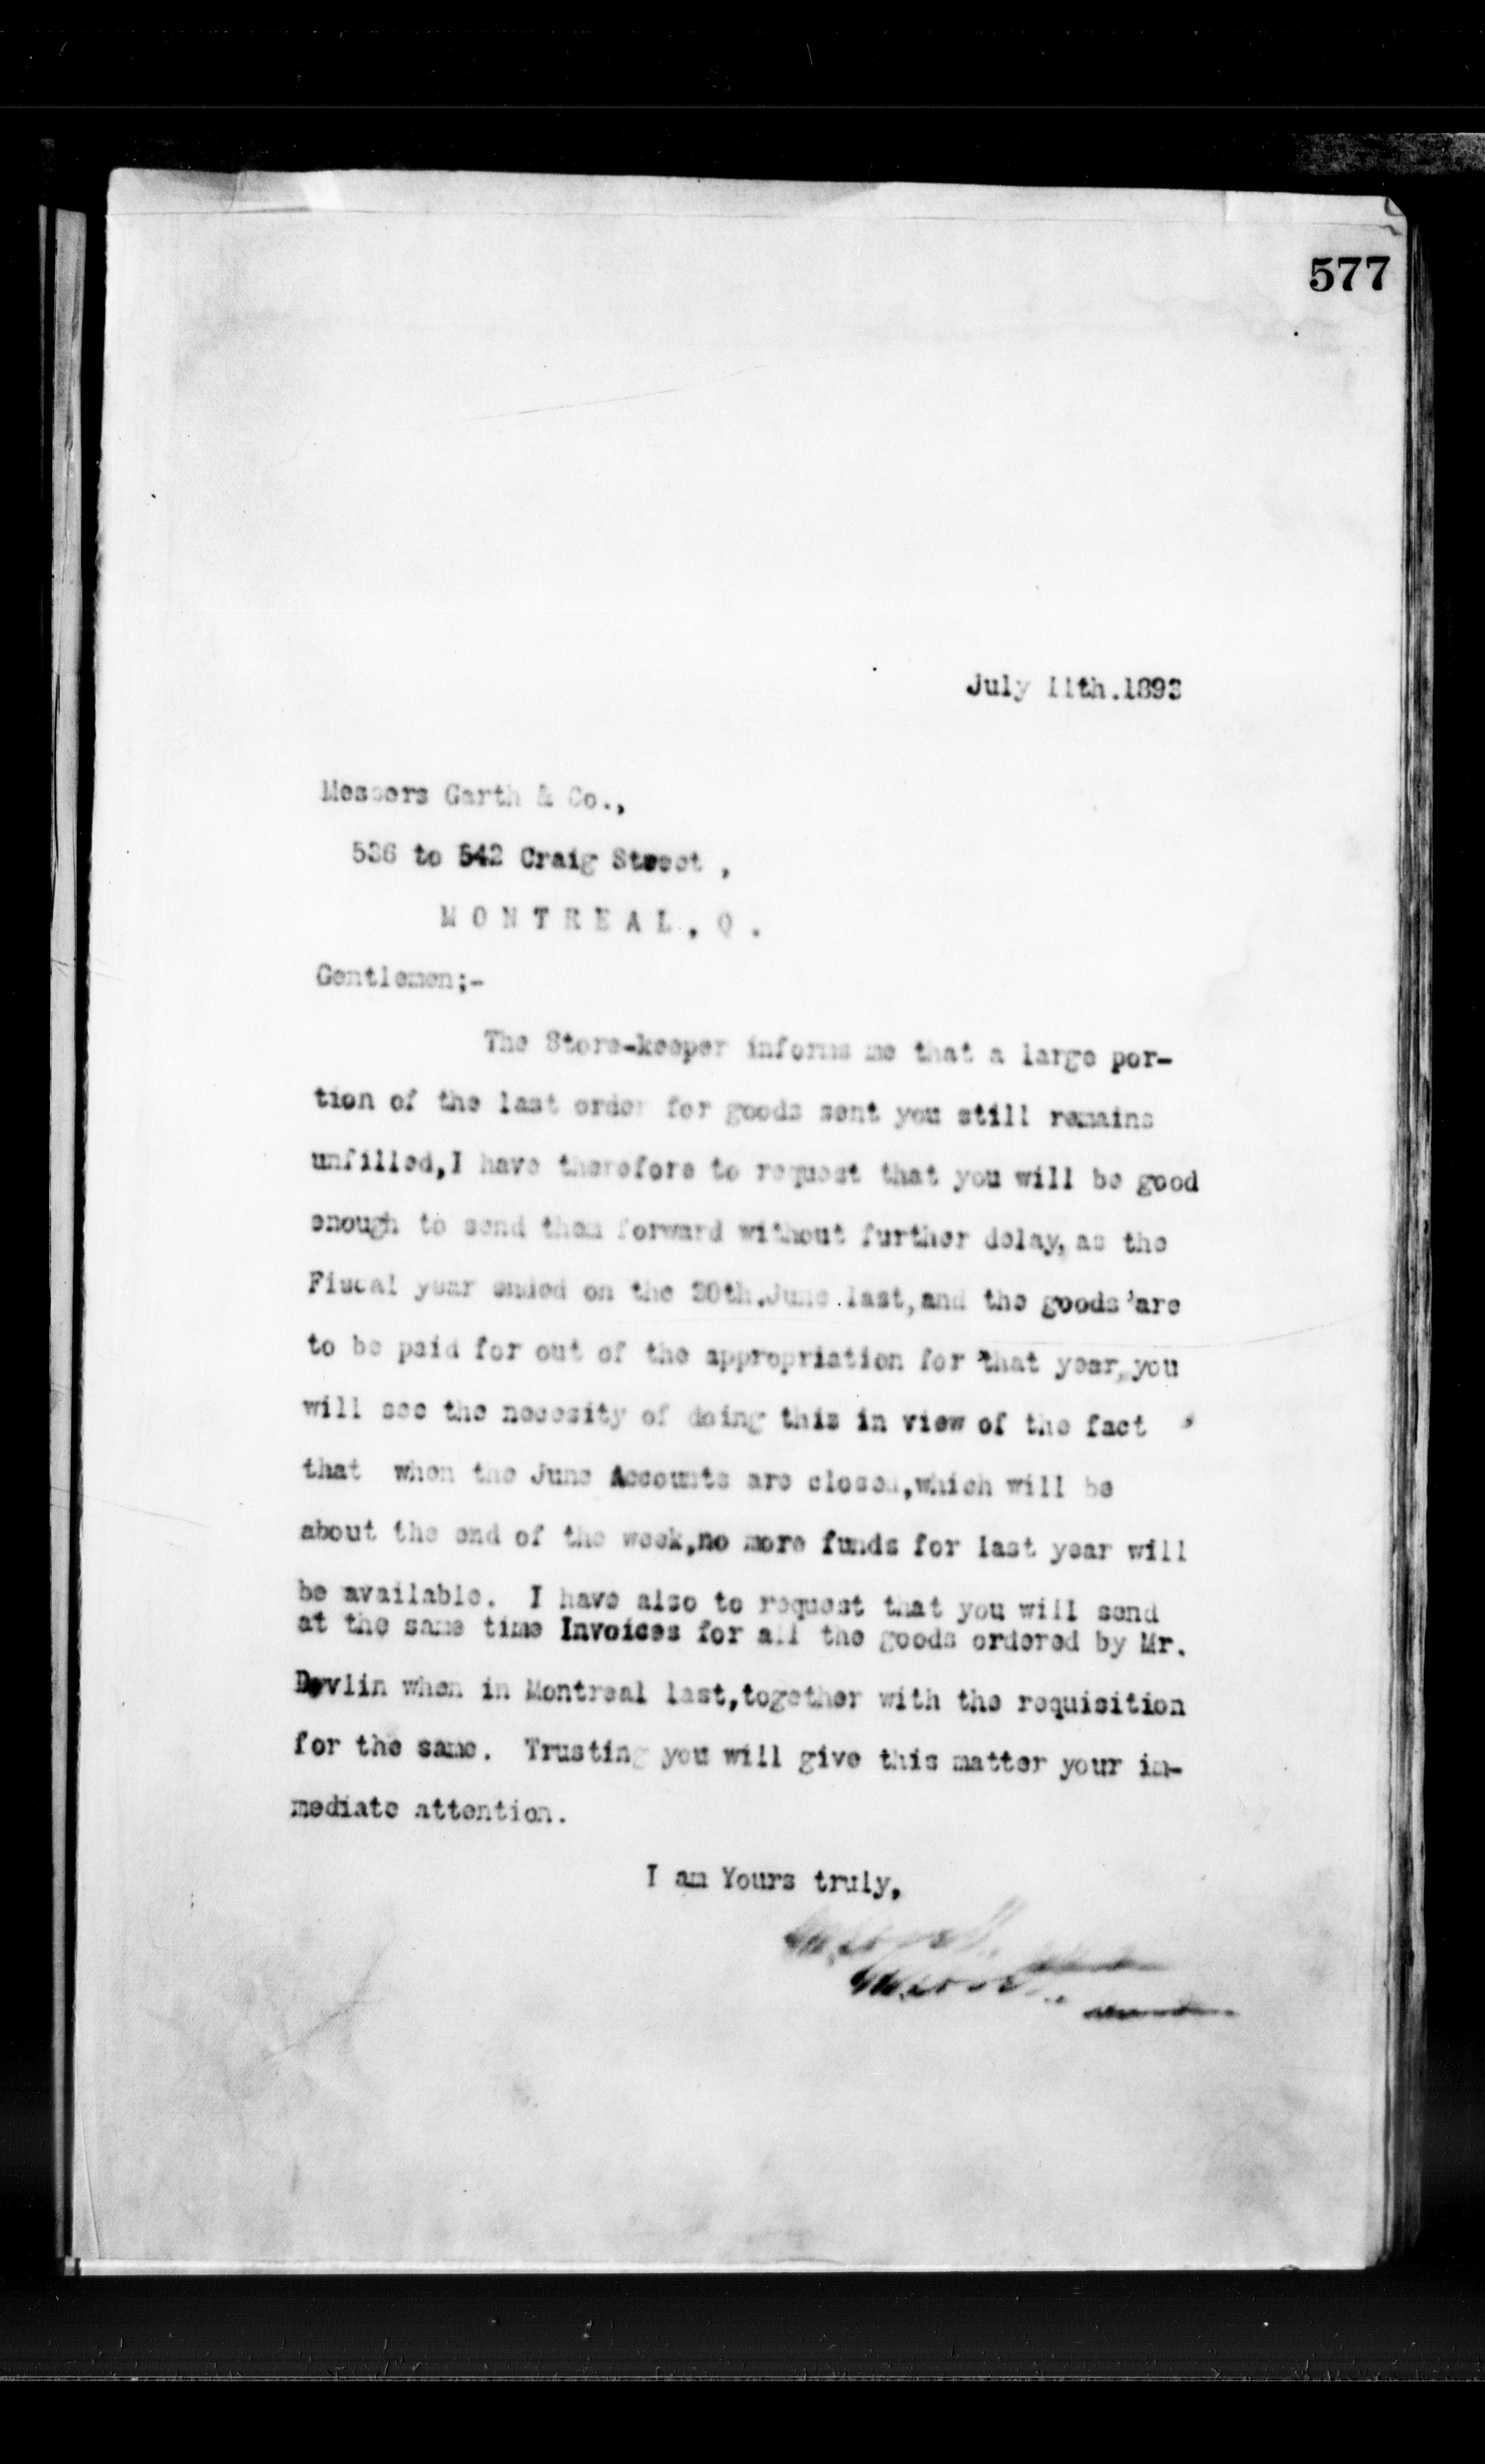 577
July 11th.1893
Messers Garth & Co.,
536 to 542 Craig Street ,
M O N T R E A L , Q .
Gentlemen;-
The Store-keeper informs me that a large por-
tion of the last order for goods sent you still remains
unfilled,I have therefore to request that you will be good
enough to send them forward without further delay, as the
Fiscal year ended on the 30th.June.last,and the goods are
to be paid for out of the appropriation for that year, you
will see the necesity of doing this in view of the fact
that when the June Accounts are closed,which will be
about the end of the week,no more funds for last year will
be available. I have also to request that you will send
at the same time Invoices for all the goods ordered by Mr.
Devlin when in Montreal last,together with the requisition
for the same. Trusting you will give this matter your im-
mediate attention.
I am Yours truly,